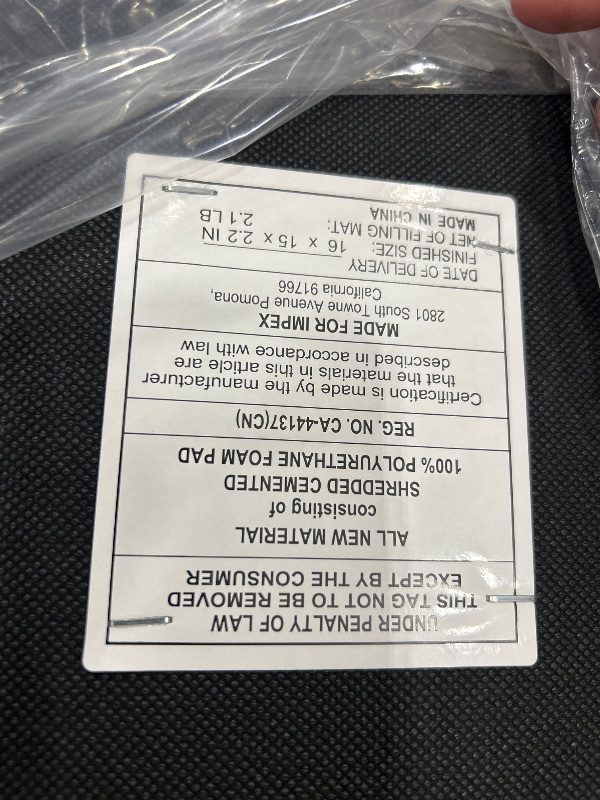 UNDER PENALTY OF LAW
THIS TAG NOT TO BE REMOVED
EXCEPT BY THE CONSUMER
ALL NEW MATERIAL
consisting of
SHREDDED CEMENTED
100% POLYURETHANE FOAM PAD
REG. NO. CA-44137(CN)
Certification is made by the manufacturer
that the materials in this article are
described in accordance with law
MADE FOR IMPEX
2801 South Towne Avenue Pomona,
California 91766
DATE OF DELIVERY
FINISHED SIZE: 16 x 15 x 2.2 IN
NET OF FILLING MAT: 2.1 LB
MADE IN CHINA